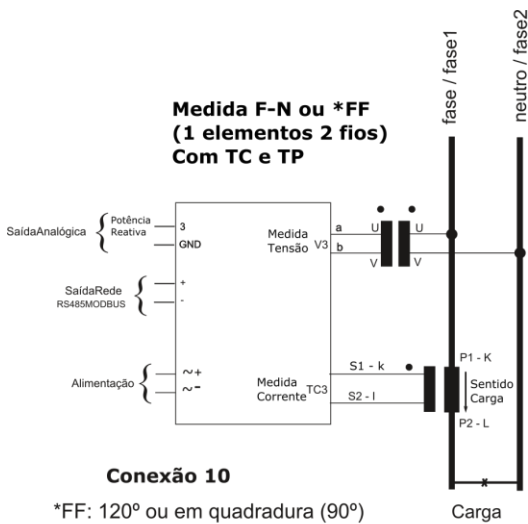 fase / fase1
neutro / fase2
Medida F-N ou *FF
(1 elementos 2 fios)
Com TC e TP
SaídaAnalógica
Potência
Reativa
3
GND
Medida
Tensão V3
a
b
U
U
V
V
SaídaRede
RS485MODBUS
+
-
Alimentação
~+
~-
Medida
Corrente TC3
S1 - k
S2 - l
P1 - K
Sentido
Carga
P2 - L
x
Conexão 10
*FF: 120º ou em quadradura (90º)
Carga